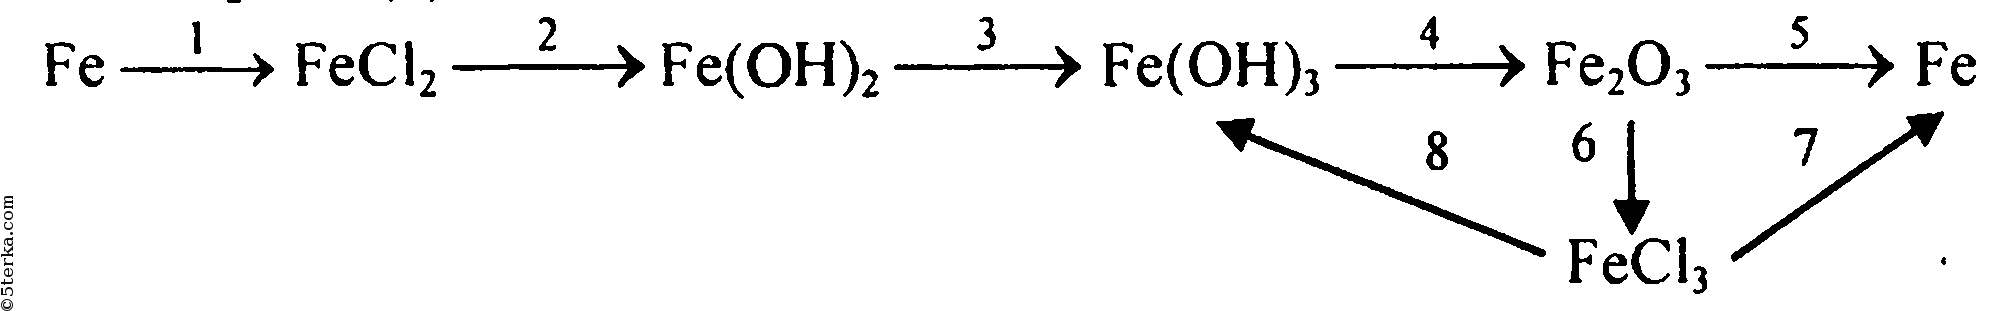 Fe 1 FeCl₂ 2 Fe(OH)₂ 3 Fe(OH)₃ 4 Fe₂O₃ 5 Fe
8 6 7
FeCl₃
©5terka.com